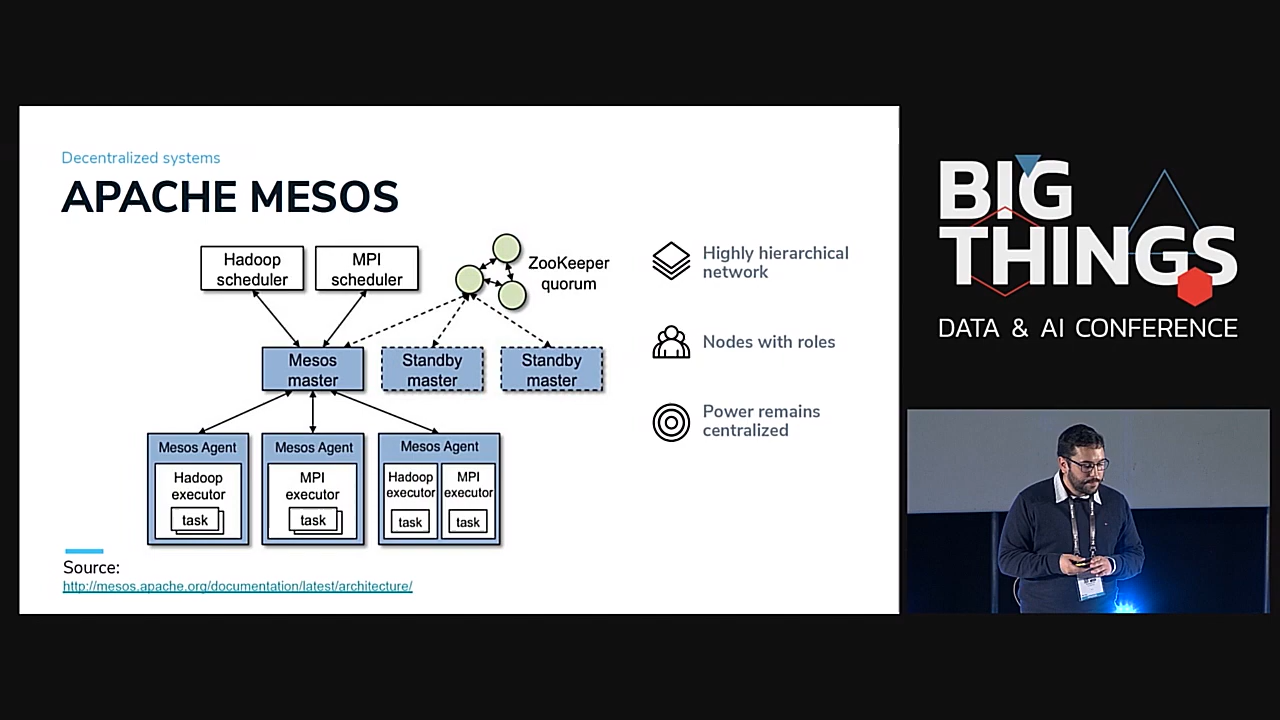 Decentralized systems
APACHE MESOS
Hadoop
scheduler
MPI
scheduler
ZooKeeper
quorum
Mesos
master
Standby
master
Standby
master
Mesos Agent
Hadoop
executor
task
Mesos Agent
MPI
executor
task
Mesos Agent
Hadoop
executor
task
MPI
executor
task
Highly hierarchical
network
Nodes with roles
Power remains
centralized
Source:
http://mesos.apache.org/documentation/latest/architecture/
BIG
THINGS
DATA & AI CONFERENCE